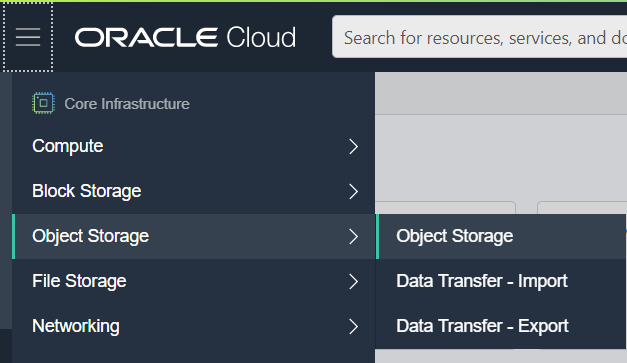 ORACLE Cloud
Search for resources, services, and do
Core Infrastructure
Compute
Block Storage
Object Storage
File Storage
Networking
Object Storage
Data Transfer - Import
Data Transfer - Export